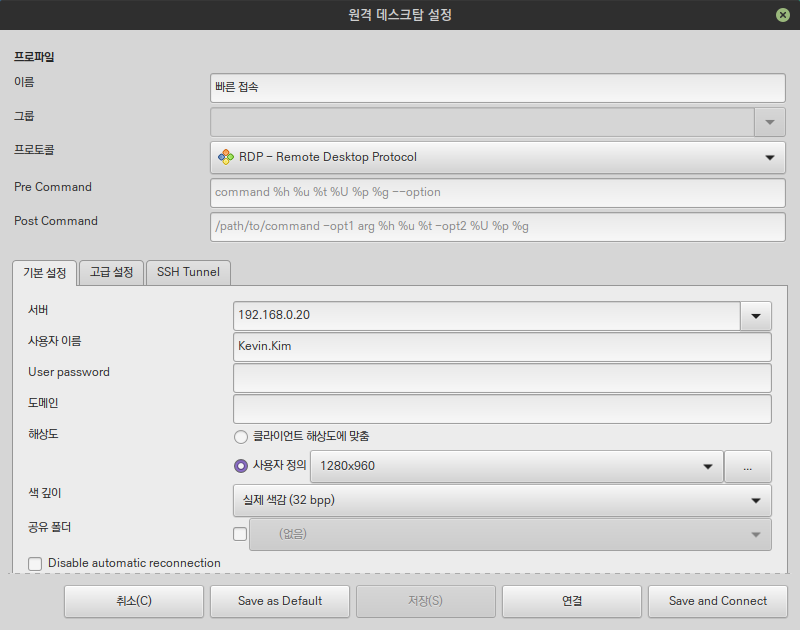 원격 데스크탑 설정
프로파일
이름
빠른 접속
그룹
프로토콜
RDP - Remote Desktop Protocol
Pre Command
command %h %u %t %U %p %g --option
Post Command
/path/to/command -opt1 arg %h %u %t -opt2 %U %p %g
기본 설정
고급 설정
SSH Tunnel
서버
192.168.0.20
사용자 이름
Kevin.Kim
User password
도메인
해상도
클라이언트 해상도에 맞춤
사용자 정의
1280x960
...
색 깊이
실제 색감 (32 bpp)
공유 폴더
(없음)
Disable automatic reconnection
취소(C)
Save as Default
저장(S)
연결
Save and Connect